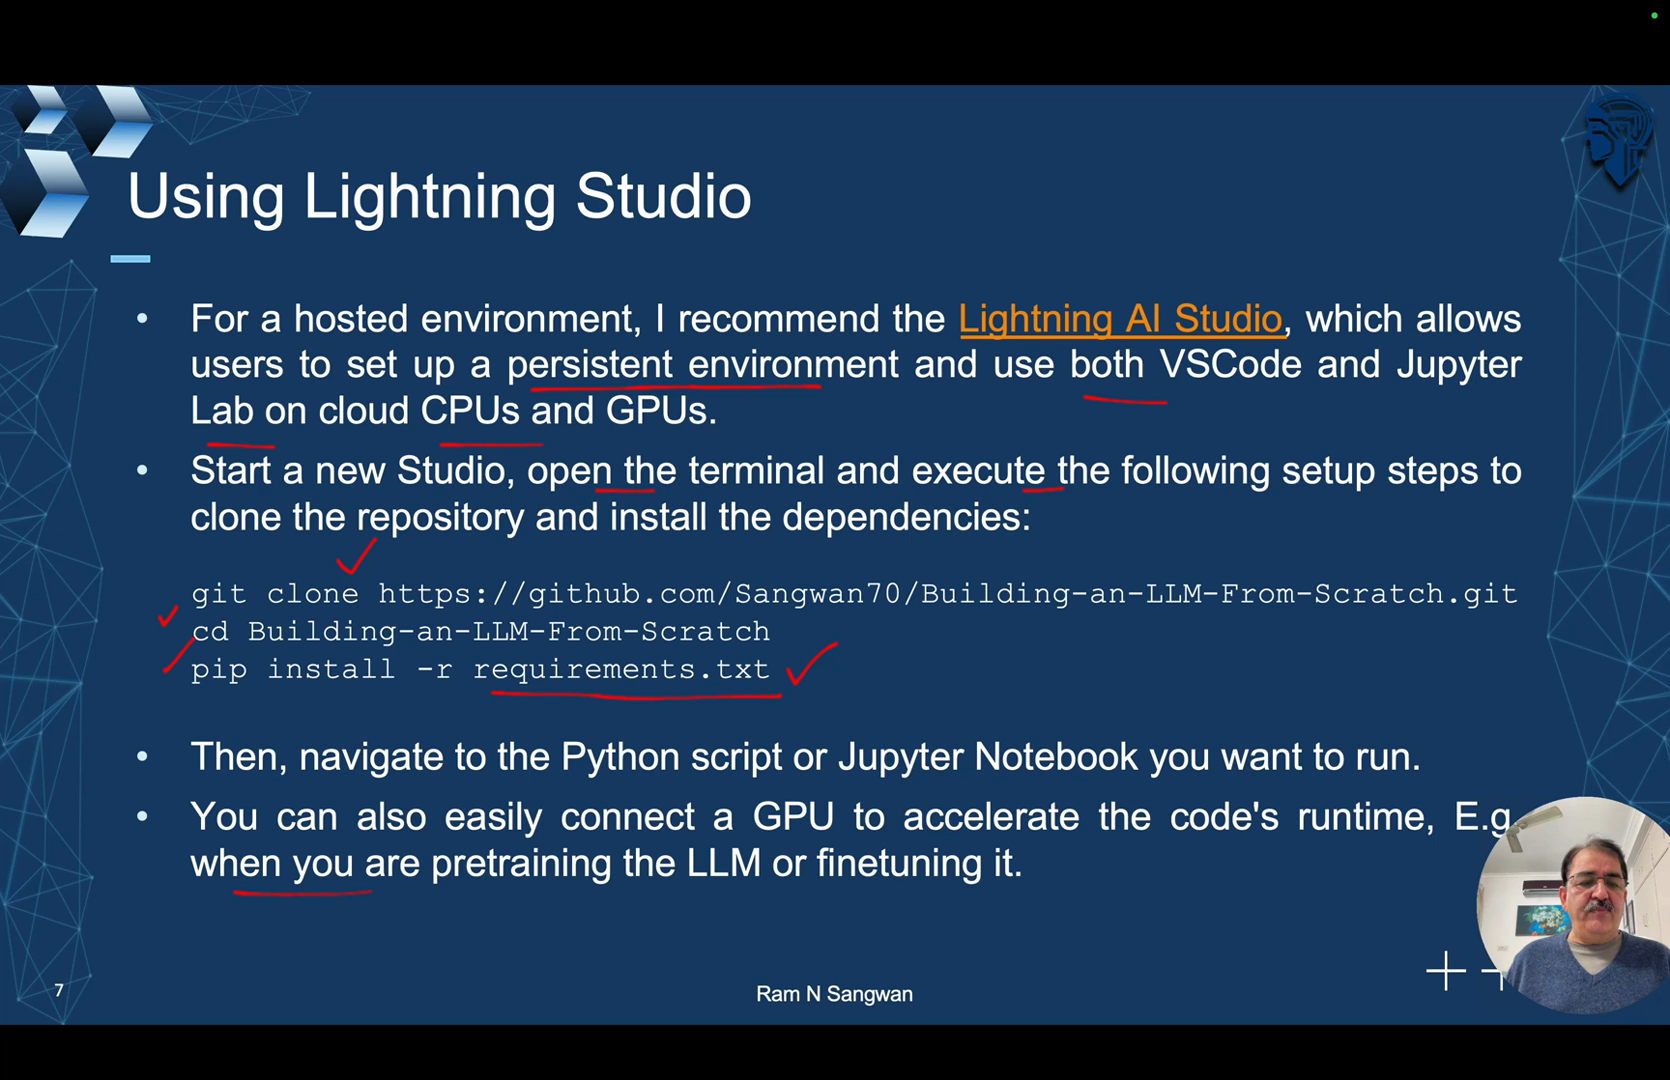 Using Lightning Studio
• For a hosted environment, I recommend the Lightning AI Studio, which allows
users to set up a persistent environment and use both VSCode and Jupyter
Lab on cloud CPUs and GPUs.
• Start a new Studio, open the terminal and execute the following setup steps to
clone the repository and install the dependencies:
git clone https://github.com/Sangwan70/Building-an-LLM-From-Scratch.git
cd Building-an-LLM-From-Scratch
pip install -r requirements.txt
• Then, navigate to the Python script or Jupyter Notebook you want to run.
• You can also easily connect a GPU to accelerate the code's runtime, E.g.
when you are pretraining the LLM or finetuning it.
7
Ram N Sangwan